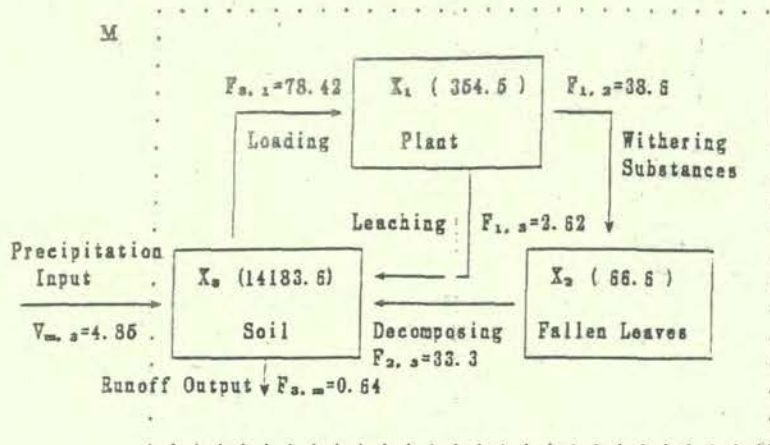 M
F₃,₁=78.42
X₁ ( 354.5 )
F₁,₂=38.6
Loading
Plant
Withering
Substances
Leaching
F₁,₃=2.62
Precipitation
Input
X₃ (14183.6)
X₂ ( 66.6 )
Vₘ,₃=4.85
Soil
Decomposing
Fallen Leaves
F₂,₃=33.3
Runoff Output
F₃,ₘ=0.64